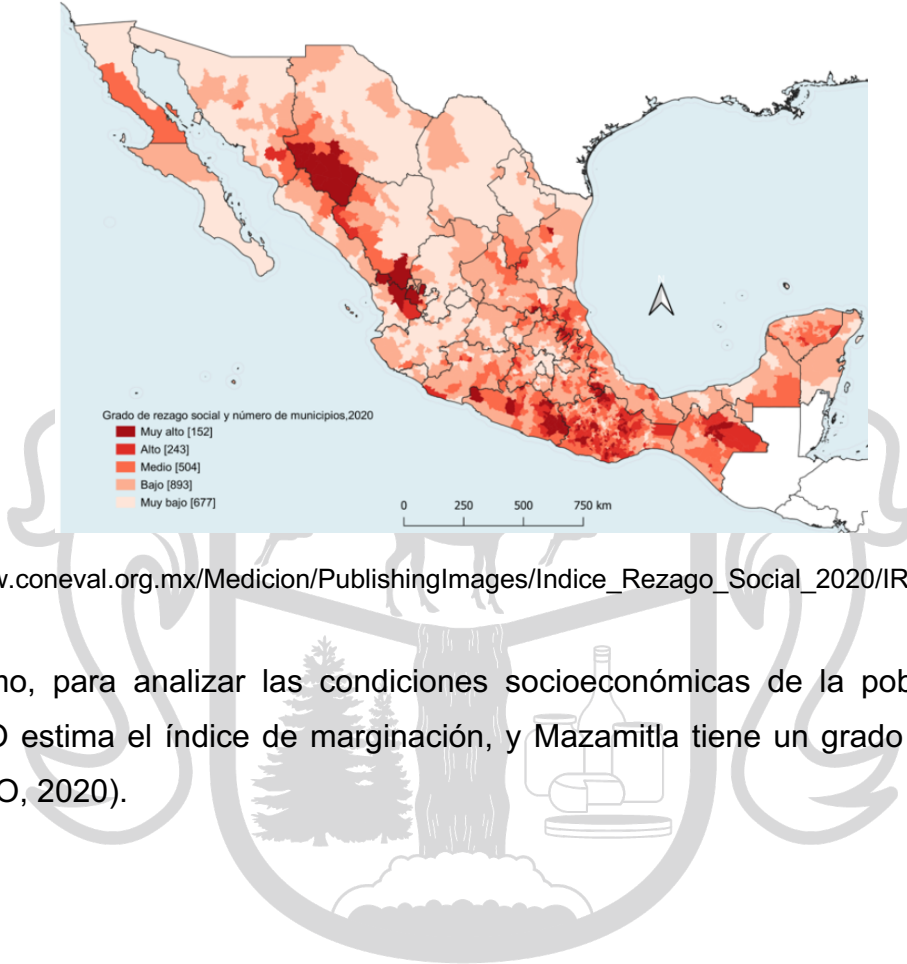 Grado de rezago social y número de municipios,2020
Muy alto [152]
Alto [243]
Medio [504]
Bajo [893]
Muy bajo [677]
0 250 500 750 km
w.coneval.org.mx/Medicion/PublishingImages/Indice_Rezago_Social_2020/IR
no, para analizar las condiciones socioeconómicas de la pob
O estima el índice de marginación, y Mazamitla tiene un grado
O, 2020).